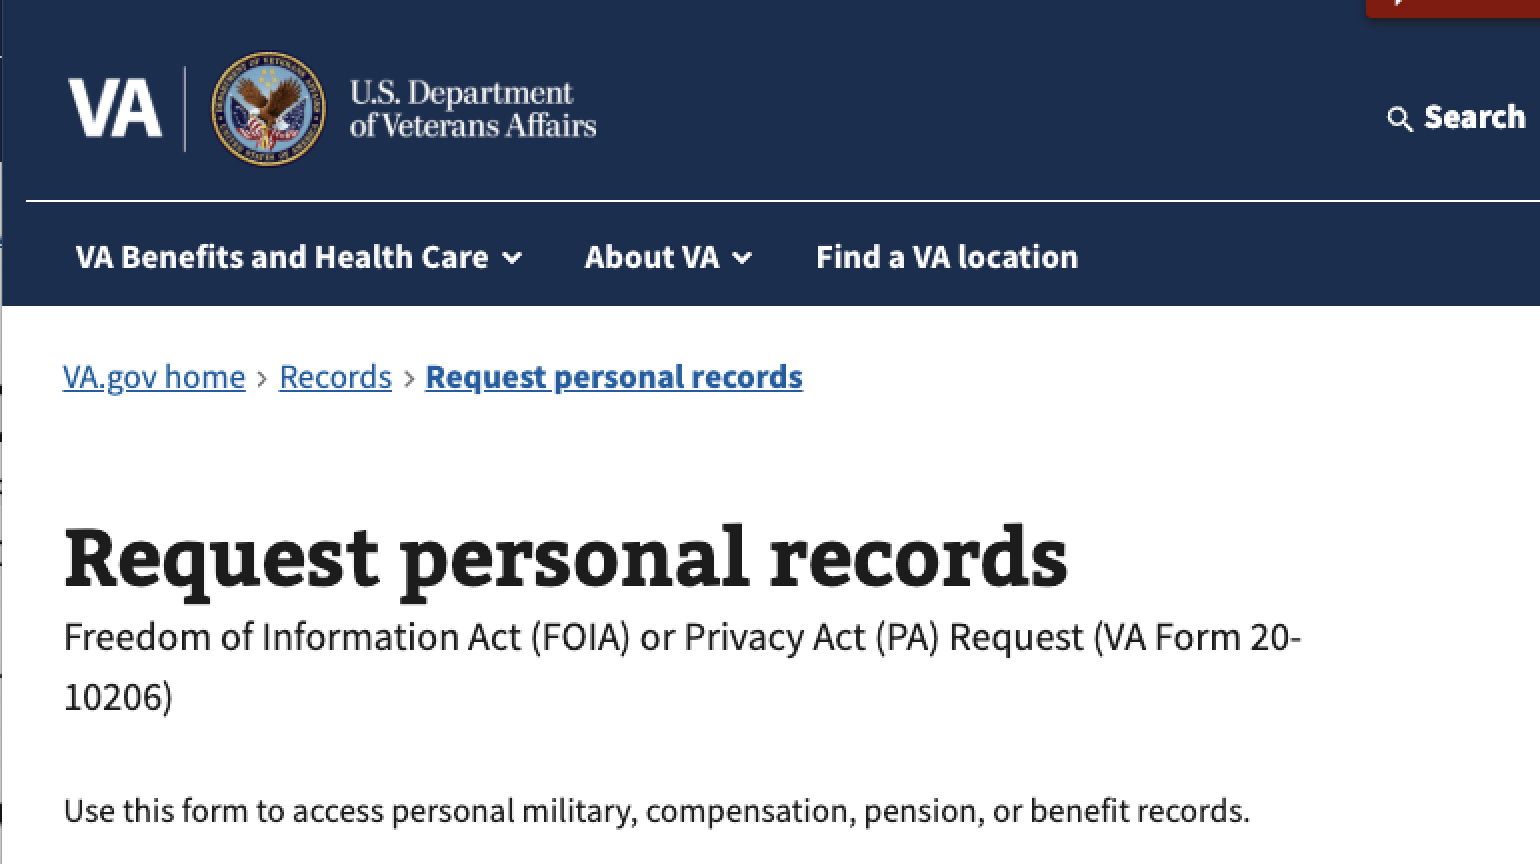 VA
U.S. Department
of Veterans Affairs
Search
VA Benefits and Health Care
About VA
Find a VA location
VA.gov home › Records › Request personal records
Request personal records
Freedom of Information Act (FOIA) or Privacy Act (PA) Request (VA Form 20-
10206)
Use this form to access personal military, compensation, pension, or benefit records.